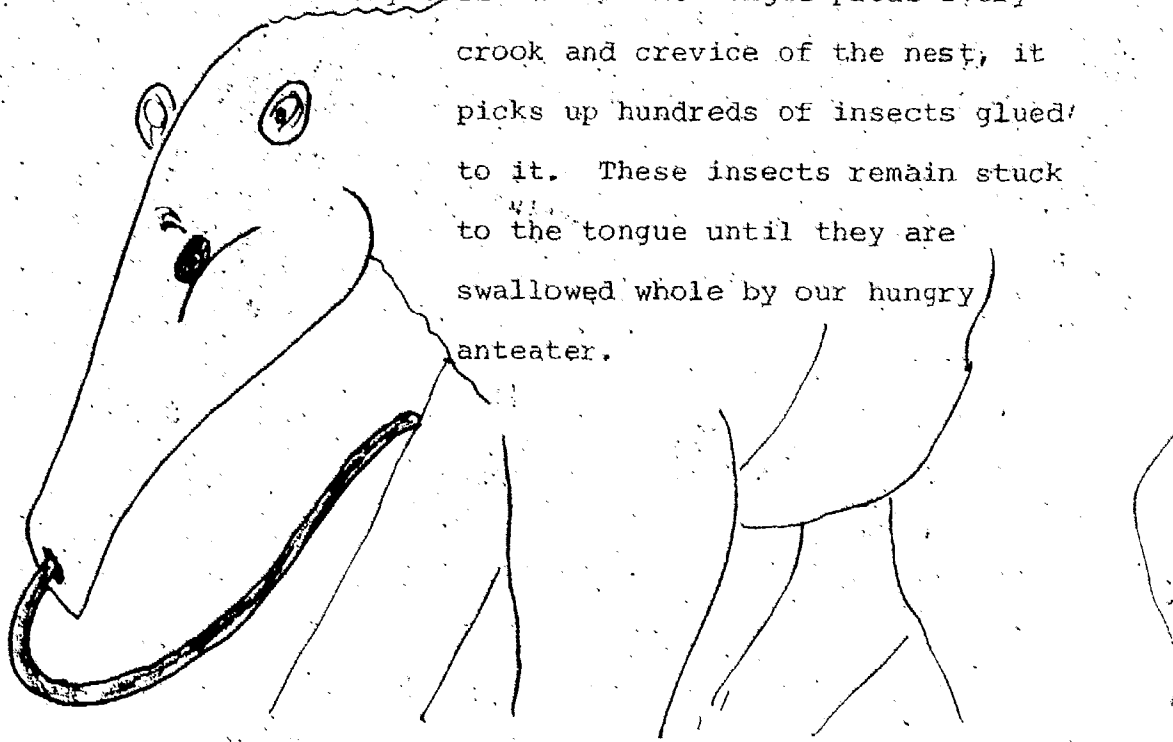 every
crook and crevice of the nest, it
picks up hundreds of insects glued
to it.  These insects remain stuck
to the tongue until they are
swallowed whole by our hungry
anteater.